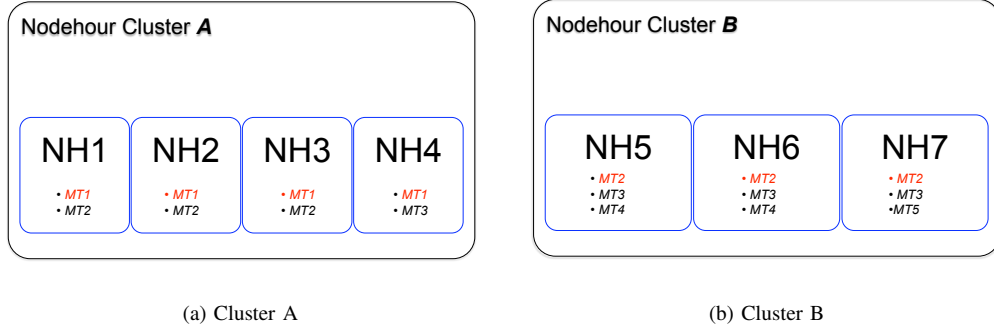 Nodehour Cluster A
NH1
• MT1
• MT2
NH2
• MT1
• MT2
NH3
• MT1
• MT2
NH4
• MT1
• MT3
(a) Cluster A
Nodehour Cluster B
NH5
• MT2
• MT3
• MT4
NH6
• MT2
• MT3
• MT4
NH7
• MT2
• MT3
•MT5
(b) Cluster B